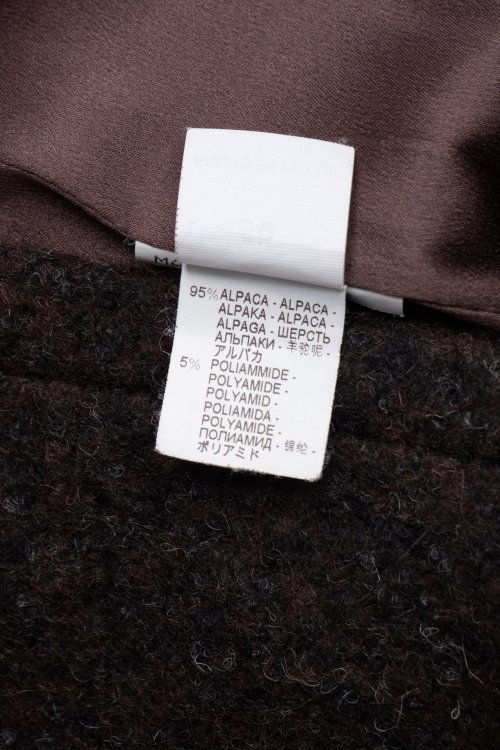 95% ALPACA - ALPACA -
ALPAKA - ALPACA -
ALPAGA - ШЕРСТЬ
АЛЬПАКИ - 羊驼呢 -
アルパカ
5% POLIAMMIDE -
POLYAMIDE -
POLYAMID -
POLIAMIDA -
POLYAMIDE -
ПОЛИАМИД - 锦纶 -
ポリアミド